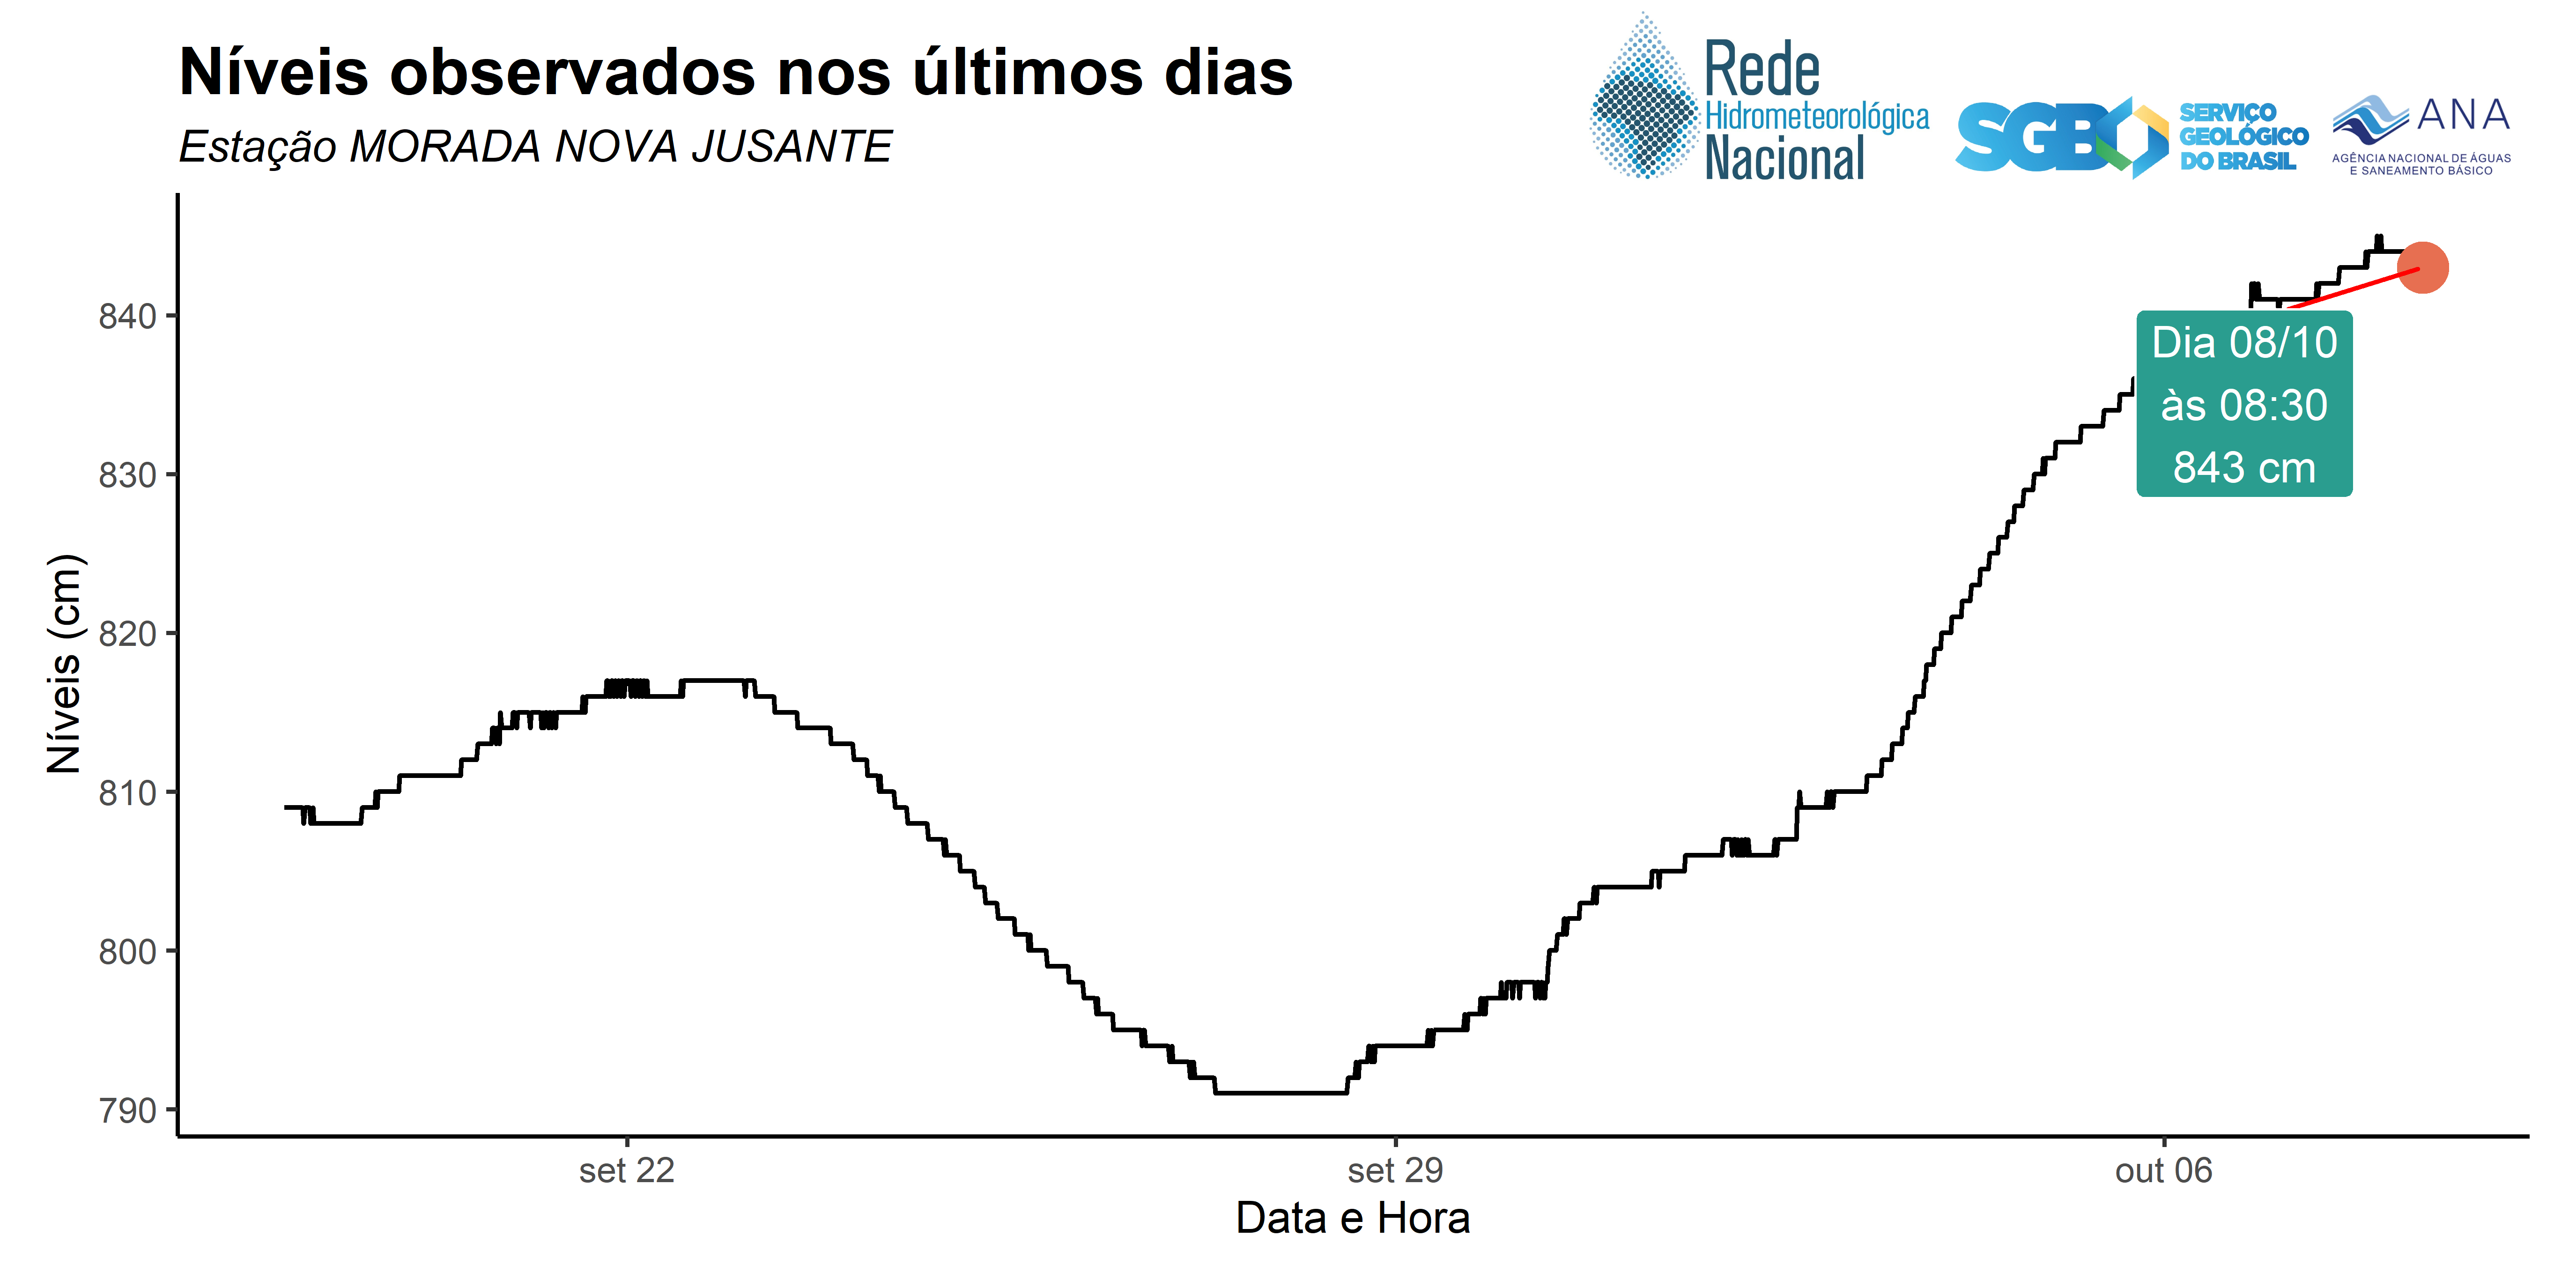 Níveis observados nos últimos dias
Estação MORADA NOVA JUSANTE
Rede
Hidrometeorológica
Nacional
SGB
SERVIÇO
GEOLÓGICO
DO BRASIL
ANA
AGÊNCIA NACIONAL DE ÁGUAS
E SANEAMENTO BÁSICO
Níveis (cm)
840
830
820
810
800
790
Dia 08/10
às 08:30
843 cm
set 22
set 29
out 06
Data e Hora